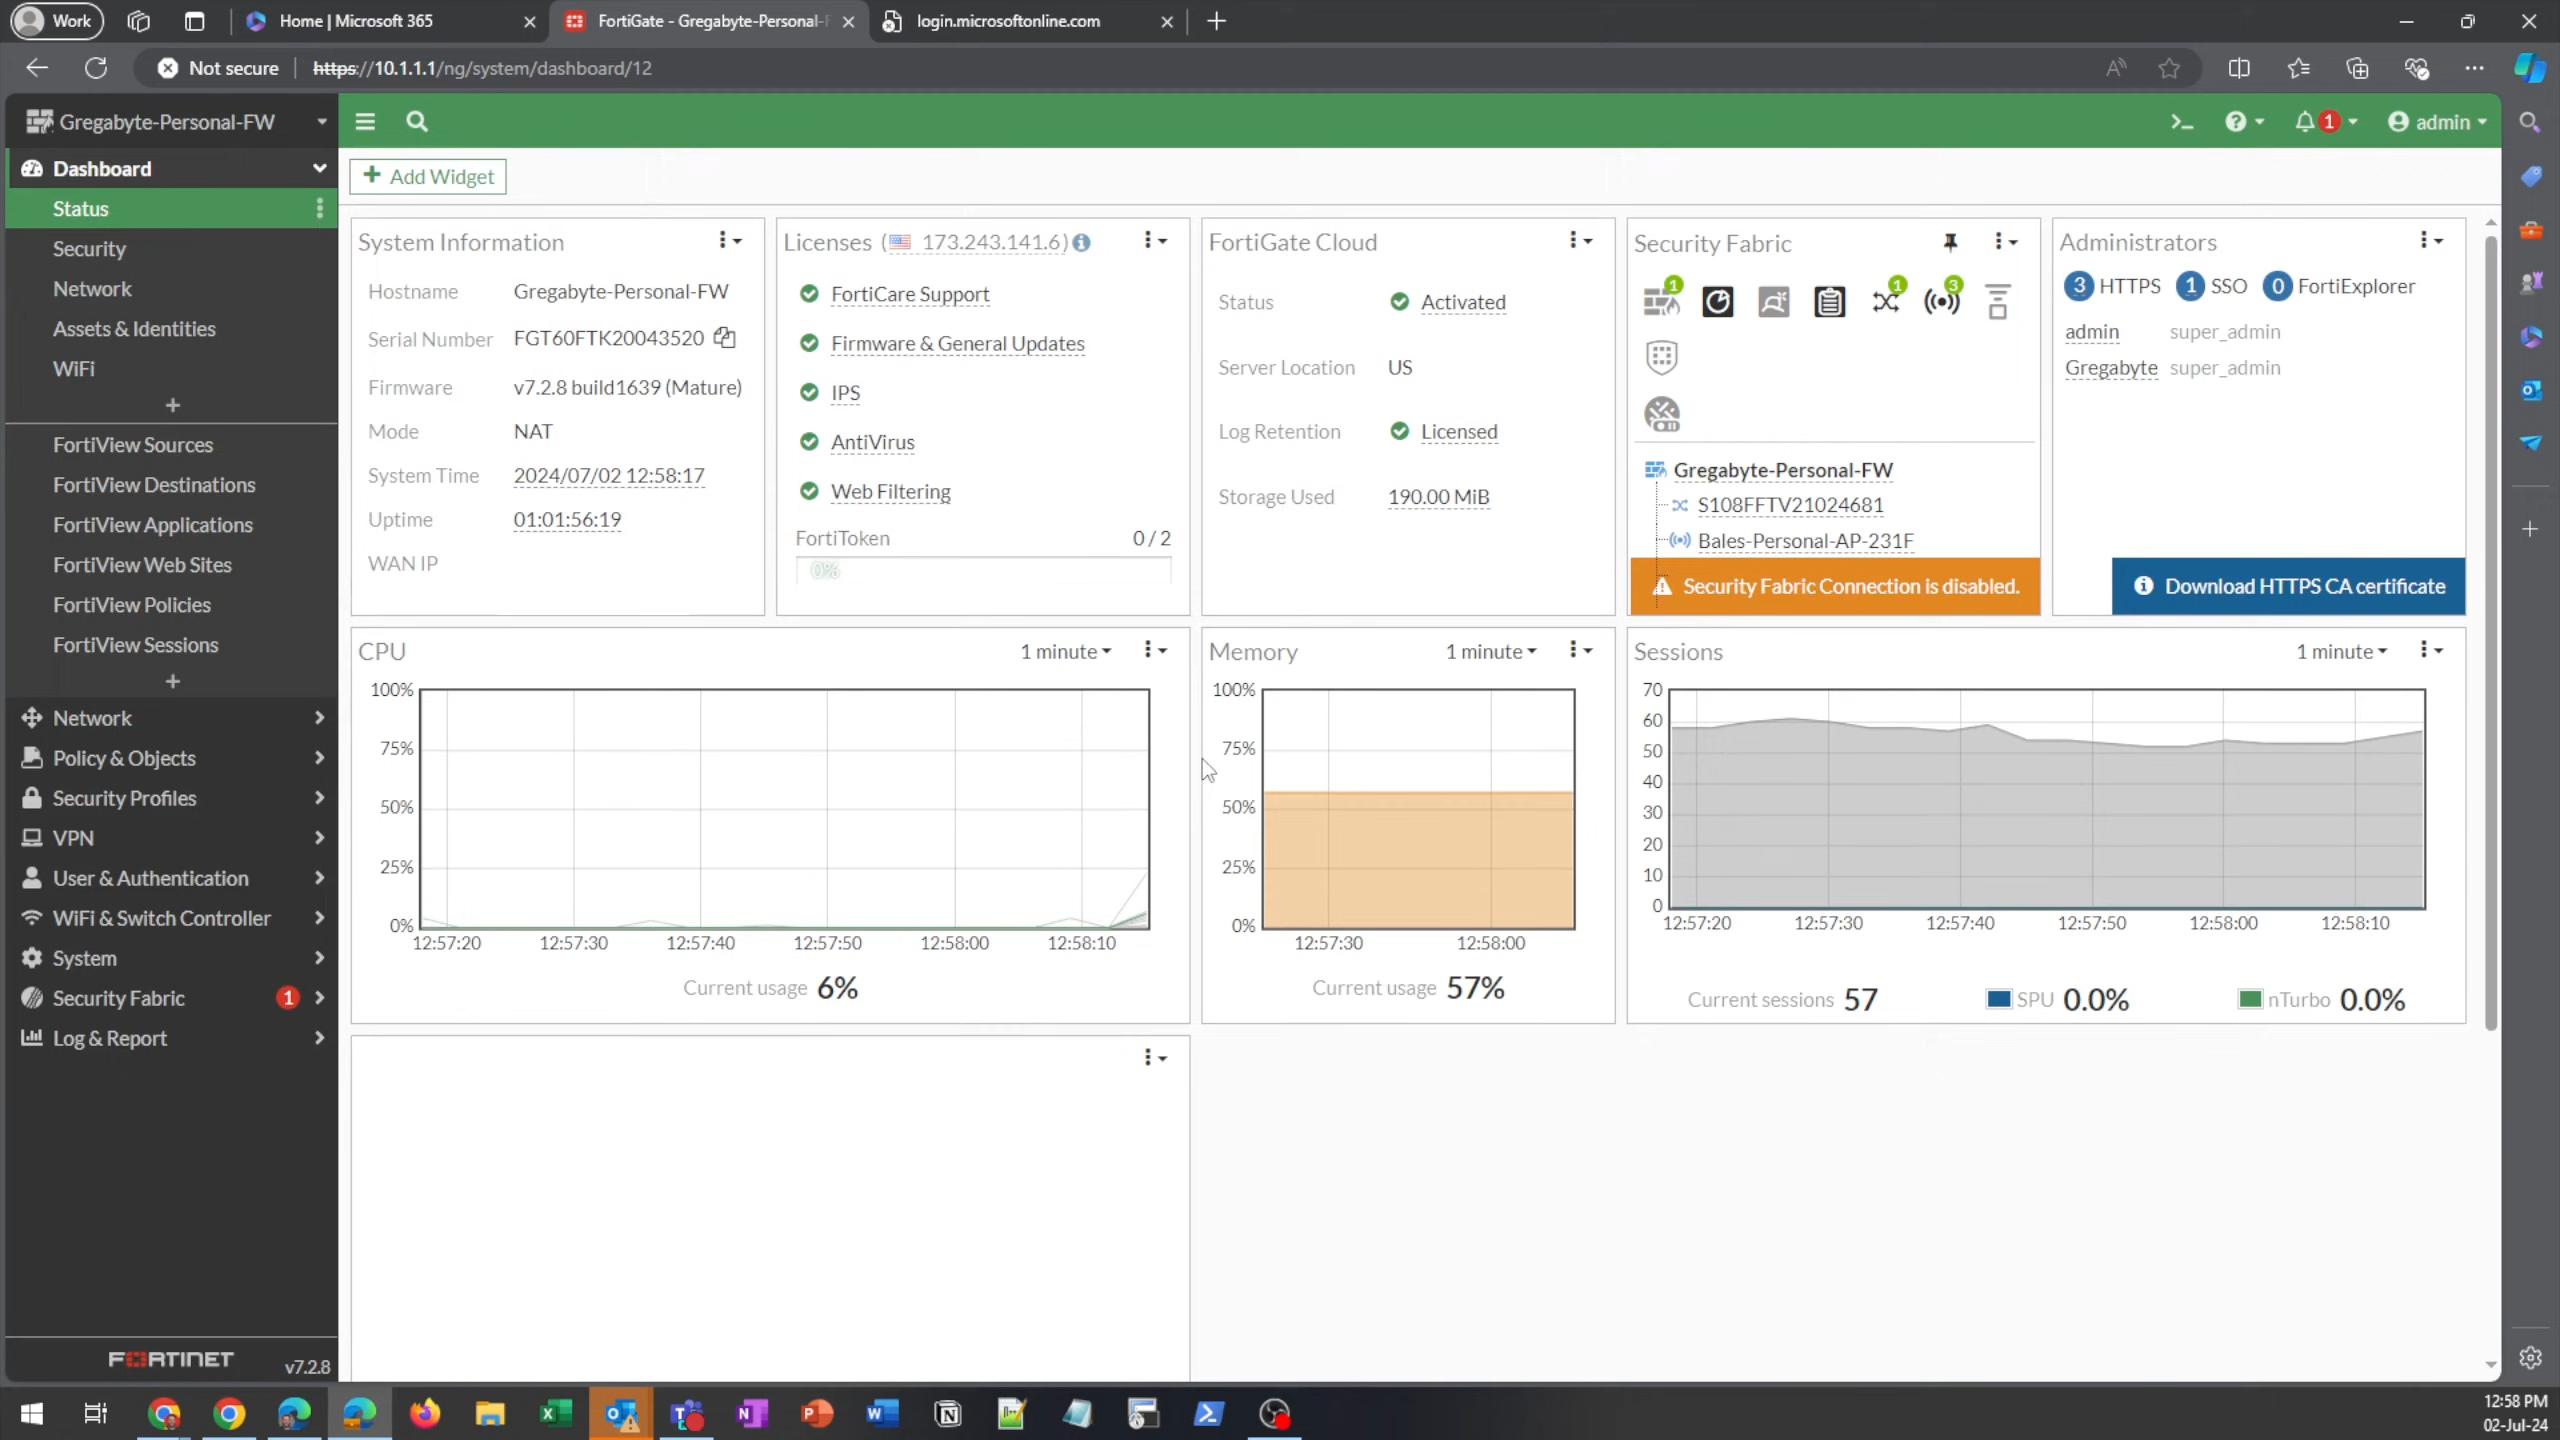 Work
Home | Microsoft 365
FortiGate - Gregabyte-Personal-F
login.microsoftonline.com
Not secure
https://10.1.1.1/ng/system/dashboard/12
Gregabyte-Personal-FW
1
admin
Dashboard
Status
Security
Network
Assets & Identities
WiFi
+
FortiView Sources
FortiView Destinations
FortiView Applications
FortiView Web Sites
FortiView Policies
FortiView Sessions
+
Network
Policy & Objects
Security Profiles
VPN
User & Authentication
WiFi & Switch Controller
System
Security Fabric 1
Log & Report
FORTINET v7.2.8
+ Add Widget
System Information
Hostname Gregabyte-Personal-FW
Serial Number FGT60FTK20043520
Firmware v7.2.8 build1639 (Mature)
Mode NAT
System Time 2024/07/02 12:58:17
Uptime 01:01:56:19
WAN IP
Licenses (173.243.141.6)
FortiCare Support
Firmware & General Updates
IPS
AntiVirus
Web Filtering
FortiToken 0 / 2
0%
FortiGate Cloud
Status Activated
Server Location US
Log Retention Licensed
Storage Used 190.00 MiB
Security Fabric
1 1 3
Gregabyte-Personal-FW
S108FFTV21024681
Bales-Personal-AP-231F
Security Fabric Connection is disabled.
Administrators
3 HTTPS 1 SSO 0 FortiExplorer
admin super_admin
Gregabyte super_admin
Download HTTPS CA certificate
CPU 1 minute
100%
75%
50%
25%
0%
12:57:20 12:57:30 12:57:40 12:57:50 12:58:00 12:58:10
Current usage 6%
Memory 1 minute
100%
75%
50%
25%
0%
12:57:30 12:58:00
Current usage 57%
Sessions 1 minute
70
60
50
40
30
20
10
0
12:57:20 12:57:30 12:57:40 12:57:50 12:58:00 12:58:10
Current sessions 57 SPU 0.0% nTurbo 0.0%
12:58 PM
02-Jul-24